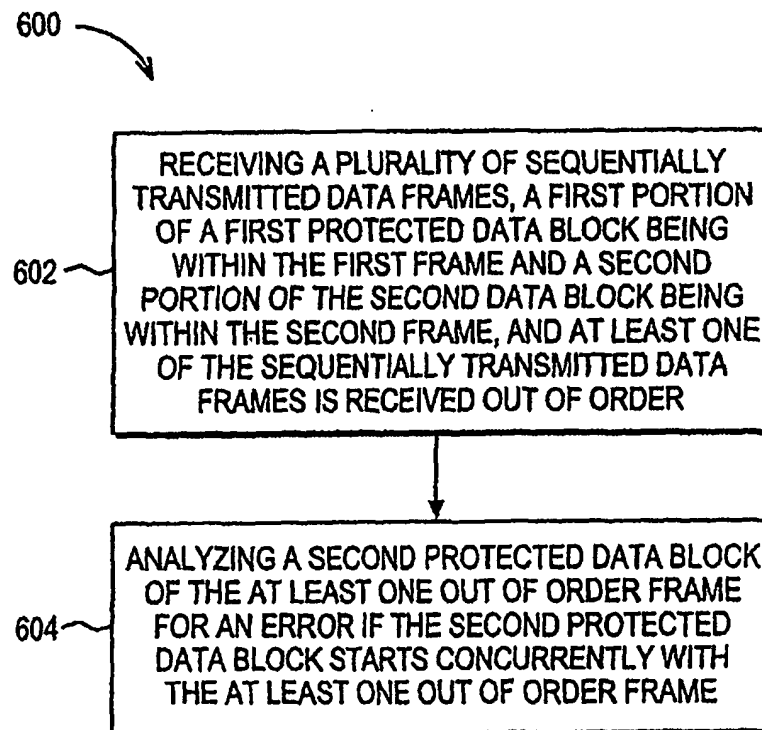 600
RECEIVING A PLURALITY OF SEQUENTIALLY
TRANSMITTED DATA FRAMES, A FIRST PORTION
OF A FIRST PROTECTED DATA BLOCK BEING
WITHIN THE FIRST FRAME AND A SECOND
PORTION OF THE SECOND DATA BLOCK BEING
WITHIN THE SECOND FRAME, AND AT LEAST ONE
OF THE SEQUENTIALLY TRANSMITTED DATA
FRAMES IS RECEIVED OUT OF ORDER
602
ANALYZING A SECOND PROTECTED DATA BLOCK
OF THE AT LEAST ONE OUT OF ORDER FRAME
FOR AN ERROR IF THE SECOND PROTECTED
DATA BLOCK STARTS CONCURRENTLY WITH
THE AT LEAST ONE OUT OF ORDER FRAME
604